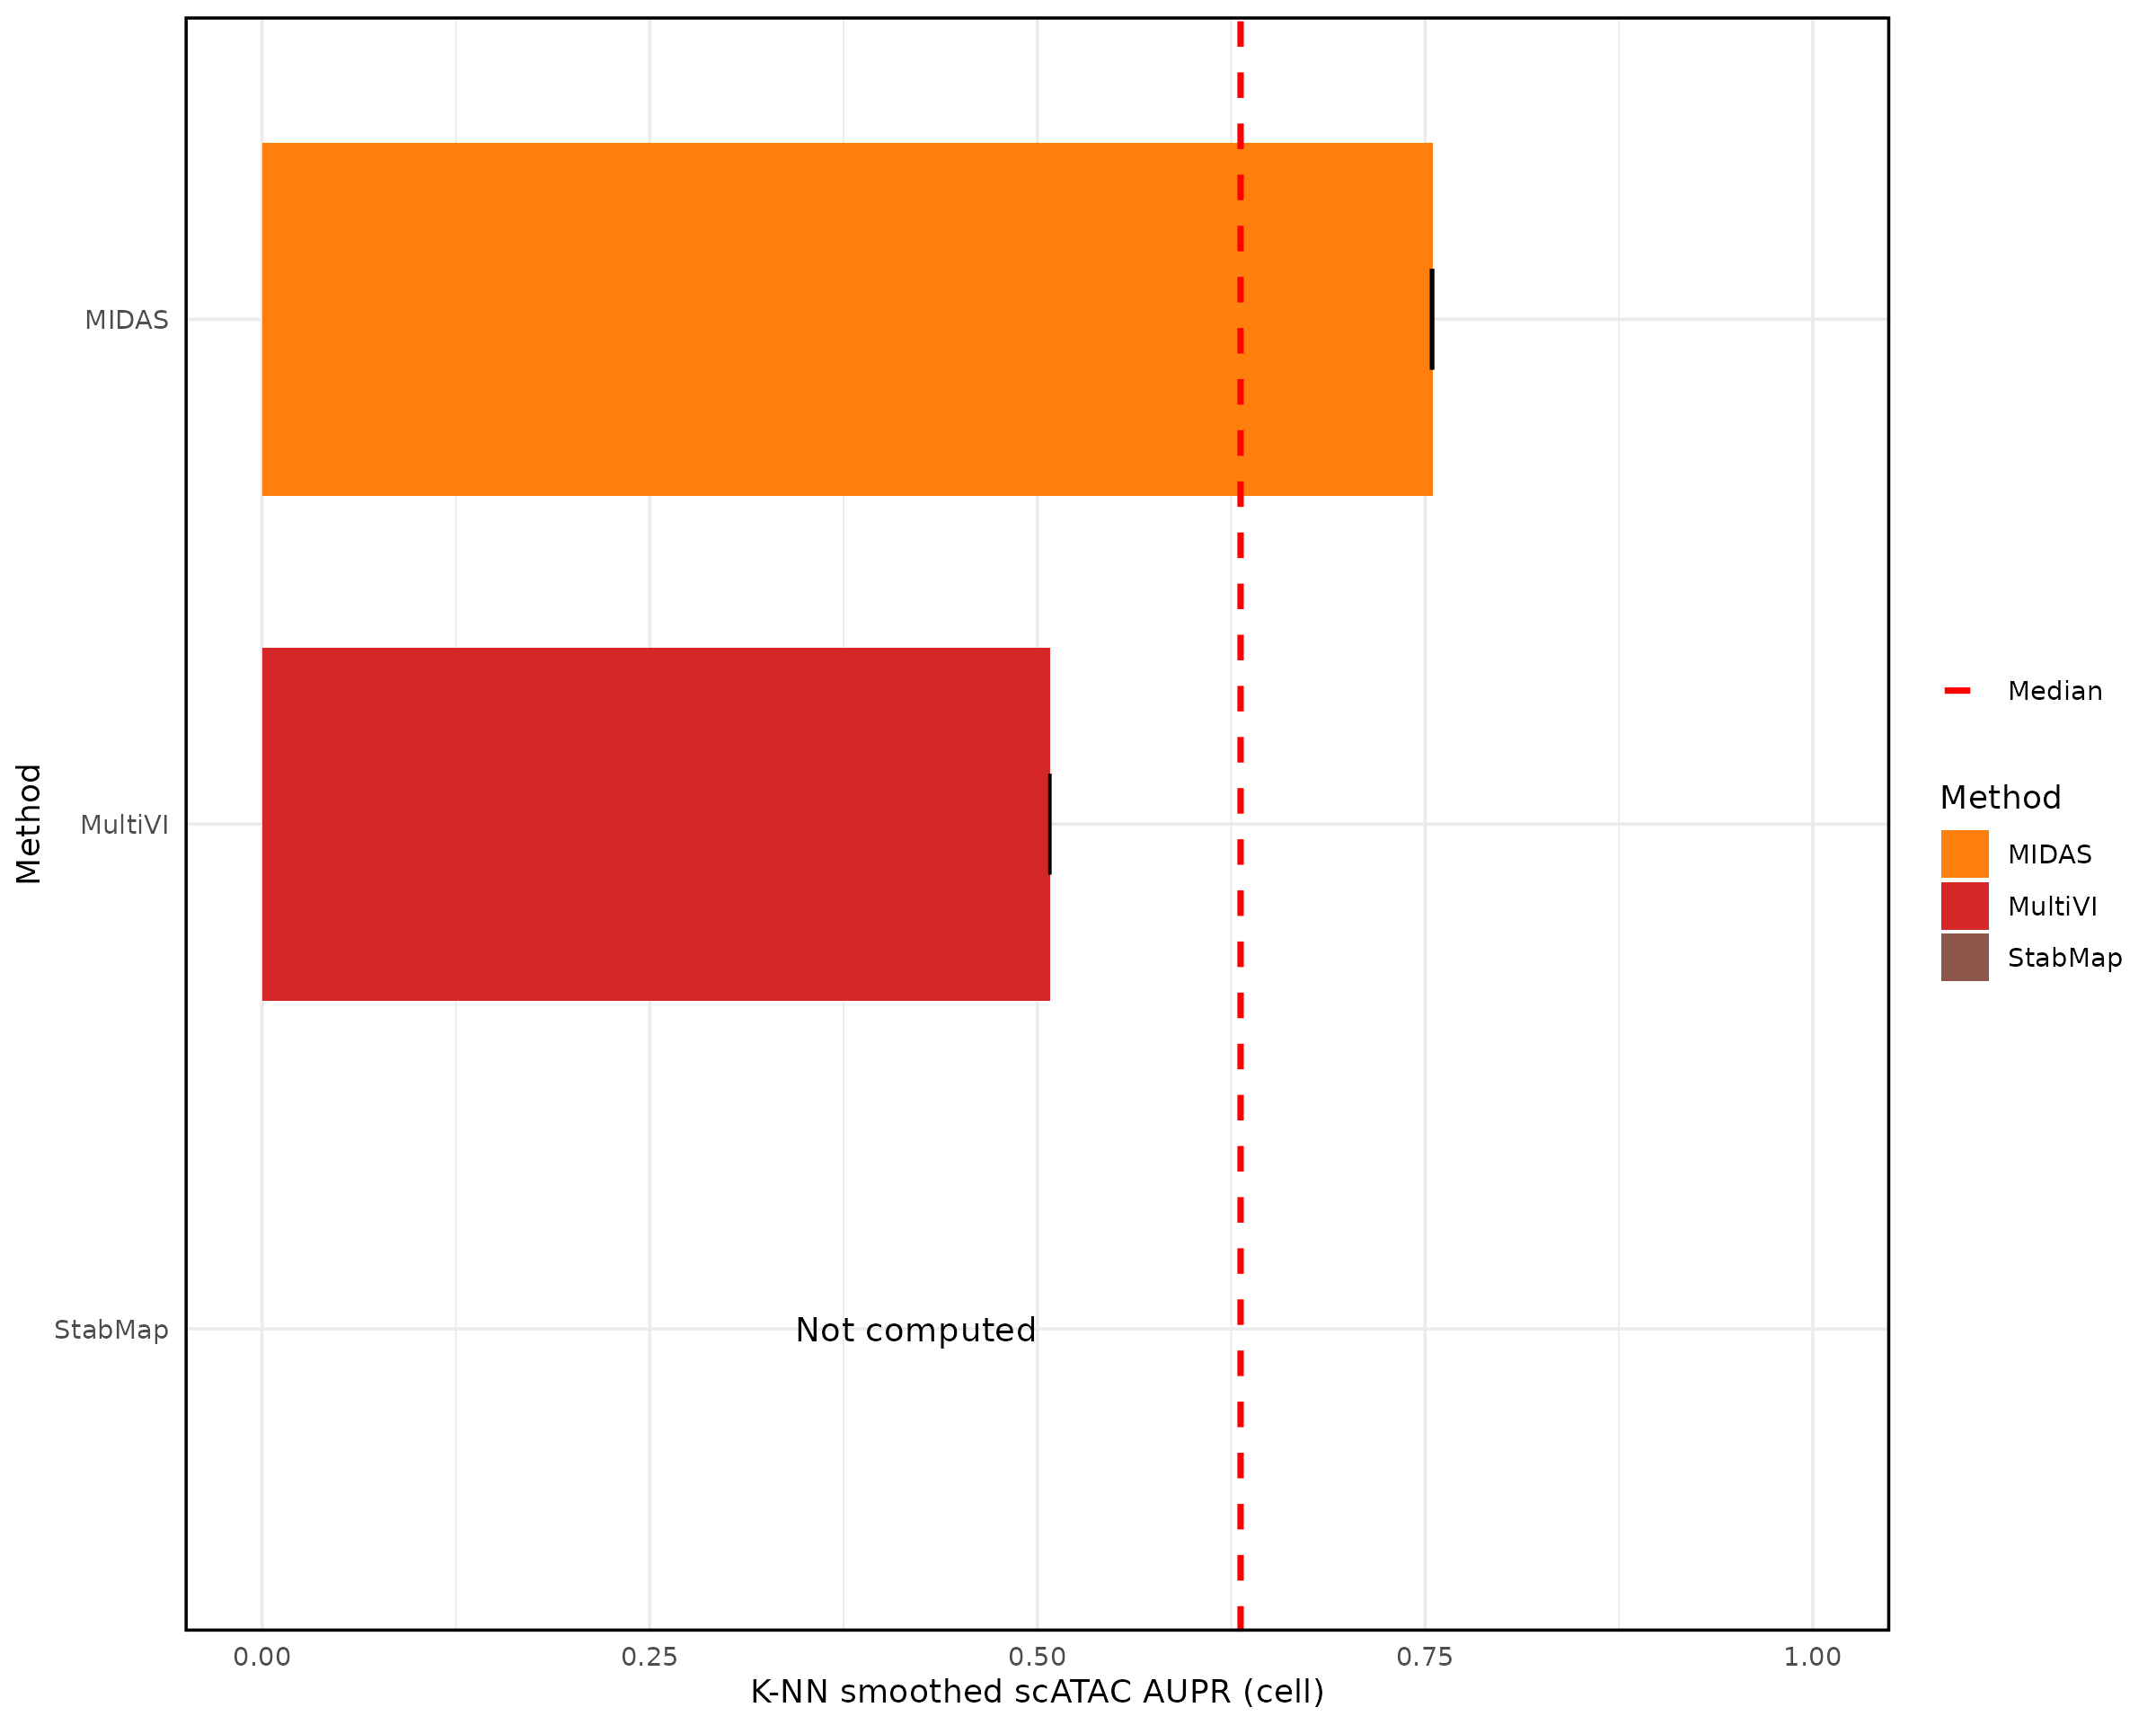 Method
MIDAS
MultiVI
StabMap
Not computed
0.00
0.25
0.50
0.75
1.00
K-NN smoothed scATAC AUPR (cell)
Median
Method
MIDAS
MultiVI
StabMap